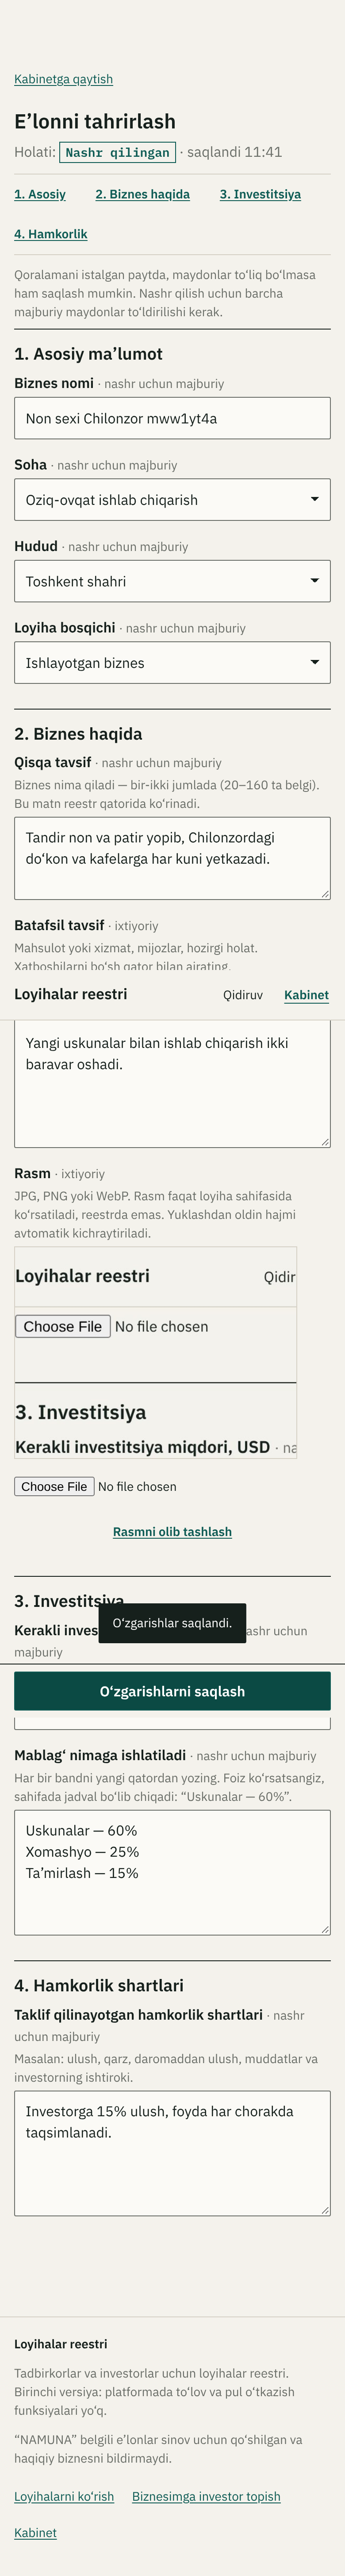 Kabinetga qaytish
E’lonni tahrirlash
Holati: Nashr qilingan · saqlandi 11:41
1. Asosiy 2. Biznes haqida 3. Investitsiya
4. Hamkorlik
Qoralamani istalgan paytda, maydonlar to‘liq bo‘lmasa
ham saqlash mumkin. Nashr qilish uchun barcha
majburiy maydonlar to‘ldirilishi kerak.
1. Asosiy ma’lumot
Biznes nomi · nashr uchun majburiy
Non sexi Chilonzor mww1yt4a
Soha · nashr uchun majburiy
Oziq-ovqat ishlab chiqarish
Hudud · nashr uchun majburiy
Toshkent shahri
Loyiha bosqichi · nashr uchun majburiy
Ishlayotgan biznes
2. Biznes haqida
Qisqa tavsif · nashr uchun majburiy
Biznes nima qiladi — bir-ikki jumlada (20–160 ta belgi).
Bu matn reestr qatorida ko‘rinadi.
Tandir non va patir yopib, Chilonzordagi
do‘kon va kafelarga har kuni yetkazadi.
Batafsil tavsif · ixtiyoriy
Mahsulot yoki xizmat, mijozlar, hozirgi holat.
Xatboshilarni bo‘sh qator bilan ajrating.
Loyihalar reestri Qidiruv Kabinet
Yangi uskunalar bilan ishlab chiqarish ikki
baravar oshadi.
Rasm · ixtiyoriy
JPG, PNG yoki WebP. Rasm faqat loyiha sahifasida
ko‘rsatiladi, reestrda emas. Yuklashdan oldin hajmi
avtomatik kichraytiriladi.
Loyihalar reestri Qidir
Choose File No file chosen
3. Investitsiya
Kerakli investitsiya miqdori, USD · na
Choose File No file chosen
Rasmni olib tashlash
3. Investitsiya
O‘zgarishlar saqlandi.
Kerakli inves ashr uchun
majburiy
O‘zgarishlarni saqlash
Mablag‘ nimaga ishlatiladi · nashr uchun majburiy
Har bir bandni yangi qatordan yozing. Foiz ko‘rsatsangiz,
sahifada jadval bo‘lib chiqadi: “Uskunalar — 60%”.
Uskunalar — 60%
Xomashyo — 25%
Ta’mirlash — 15%
4. Hamkorlik shartlari
Taklif qilinayotgan hamkorlik shartlari · nashr
uchun majburiy
Masalan: ulush, qarz, daromaddan ulush, muddatlar va
investorning ishtiroki.
Investorga 15% ulush, foyda har chorakda
taqsimlanadi.
Loyihalar reestri
Tadbirkorlar va investorlar uchun loyihalar reestri.
Birinchi versiya: platformada to‘lov va pul o‘tkazish
funksiyalari yo‘q.
“NAMUNA” belgili e’lonlar sinov uchun qo‘shilgan va
haqiqiy biznesni bildirmaydi.
Loyihalarni ko‘rish Biznesimga investor topish
Kabinet